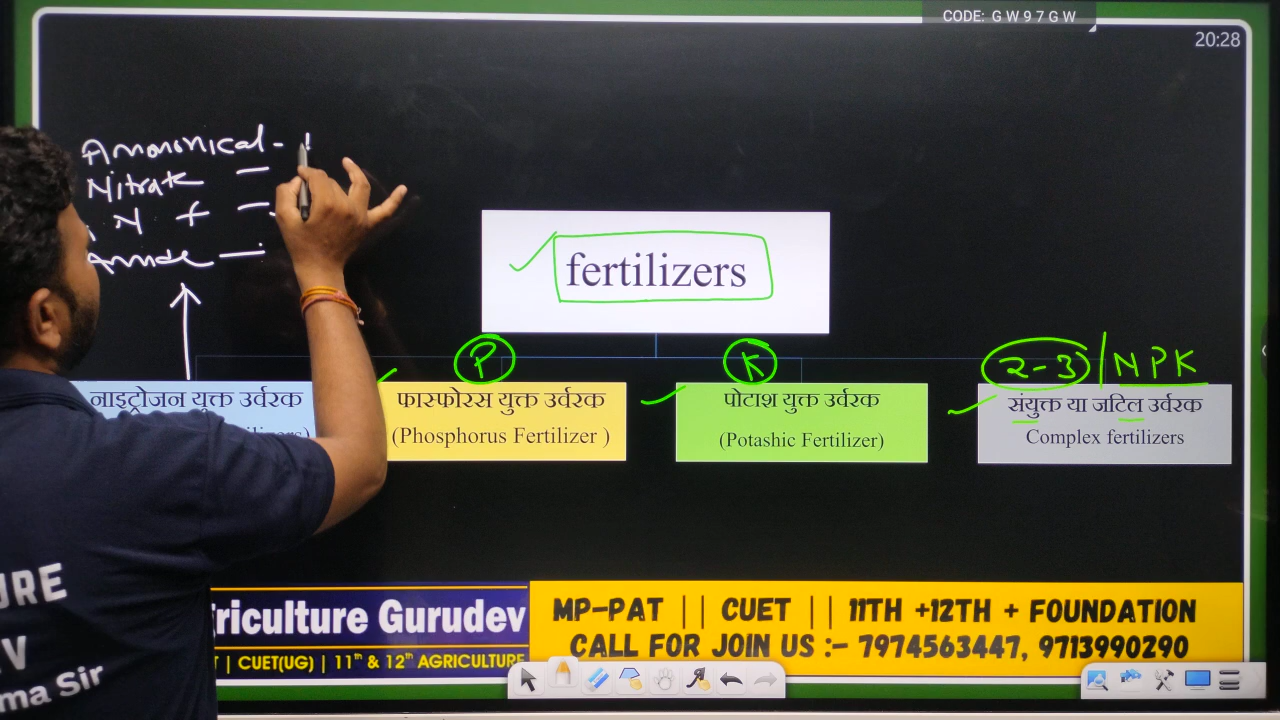 CODE: G W 9 7 G W
20:28
Amonical -
Nitrate -
N + -
Amide -
fertilizers
P
K
2-3 / NPK
नाइट्रोजन युक्त उर्वरक
फास्फोरस युक्त उर्वरक
(Phosphorus Fertilizer )
पोटाश युक्त उर्वरक
(Potashic Fertilizer)
संयुक्त या जटिल उर्वरक
Complex fertilizers
URE
V
ma Sir
riculture Gurudev
T | CUET(UG) | 11th & 12th AGRICULTURE
MP-PAT || CUET || 11TH +12TH + FOUNDATION
CALL FOR JOIN US :- 7974563447, 9713990290